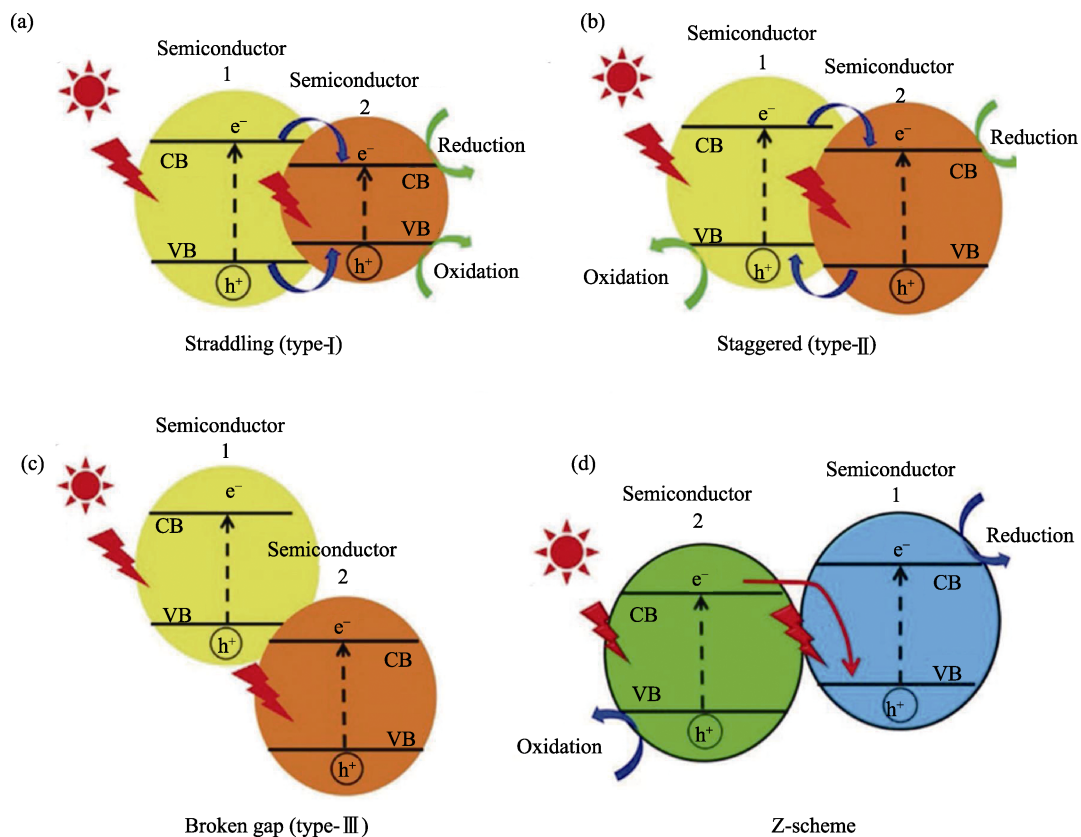 (a)
Semiconductor
1
Semiconductor
2
e⁻
CB
e⁻
CB
Reduction
VB
h⁺
VB
h⁺
Oxidation
Straddling (type-Ⅰ)
(b)
Semiconductor
1
Semiconductor
2
e⁻
CB
e⁻
CB
Reduction
VB
h⁺
VB
h⁺
Oxidation
Staggered (type-Ⅱ)
(c)
Semiconductor
1
e⁻
CB
Semiconductor
2
VB
h⁺
e⁻
CB
VB
h⁺
Broken gap (type-Ⅲ)
(d)
Semiconductor
2
Semiconductor
1
e⁻
CB
e⁻
CB
Reduction
VB
h⁺
VB
h⁺
Oxidation
Z-scheme